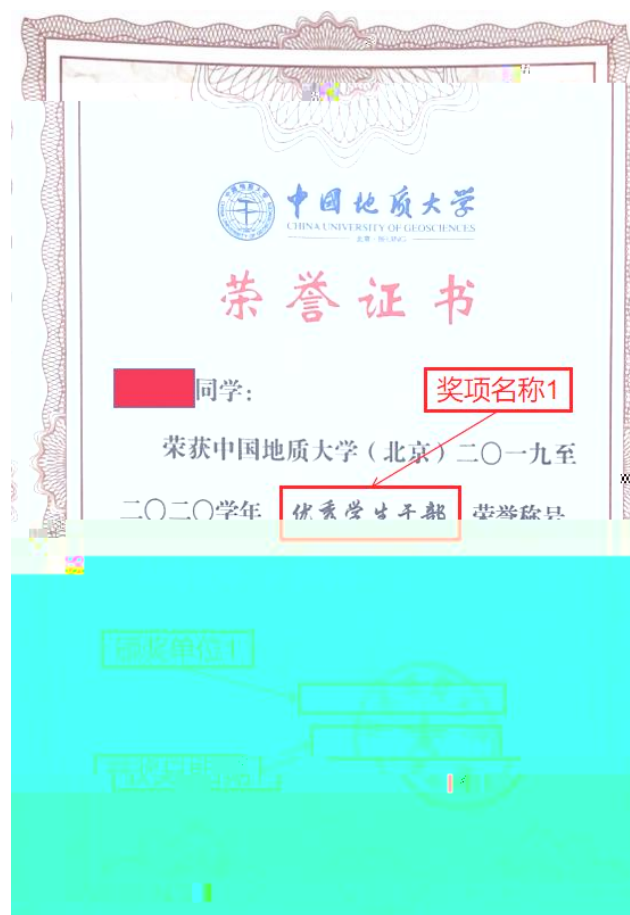 中国地质大学
CHINA UNIVERSITY OF GEOSCIENCES
荣誉证书
同学：
奖项名称1
荣获中国地质大学（北京）二〇一九至
二〇二〇学年 优秀学生干部 荣誉称号
颁奖单位1